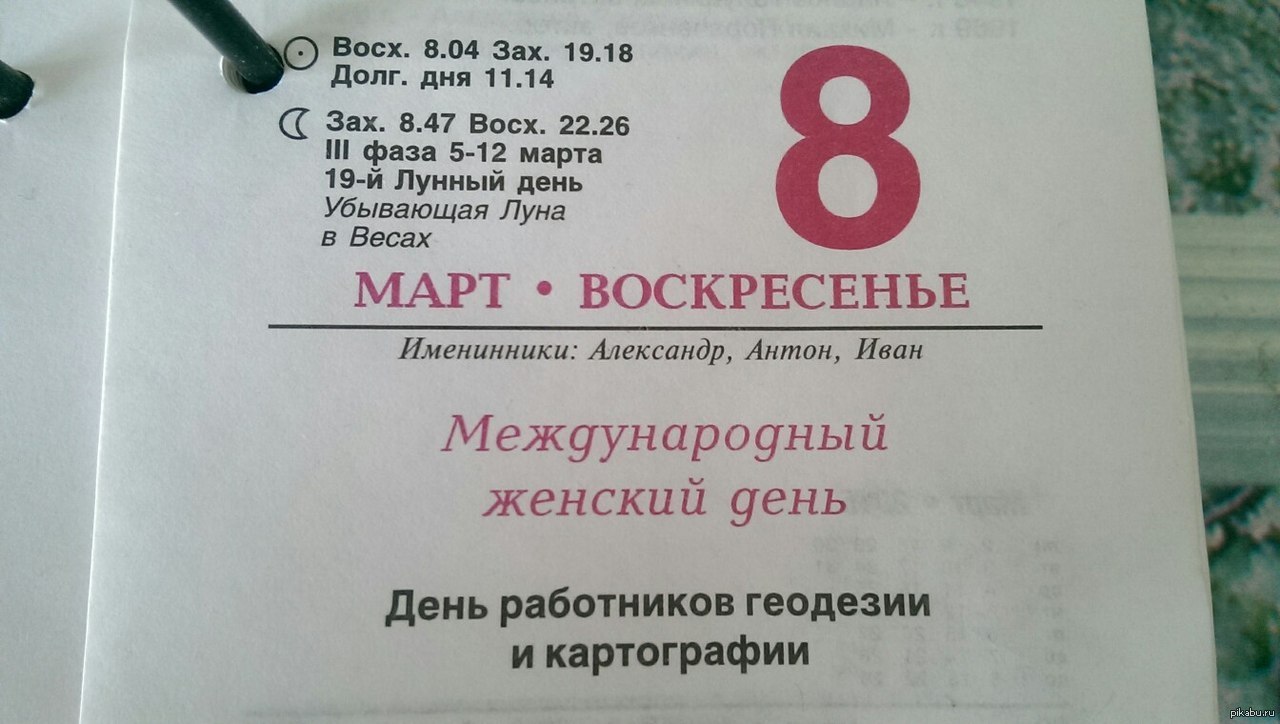 Восх. 8.04 Зах. 19.18
Долг. дня 11.14
Зах. 8.47 Восх. 22.26
III фаза 5-12 марта
19-й Лунный день
Убывающая Луна
в Весах
8
МАРТ • ВОСКРЕСЕНЬЕ
Именинники: Александр, Антон, Иван
Международный
женский день
День работников геодезии
и картографии
pikabu.ru